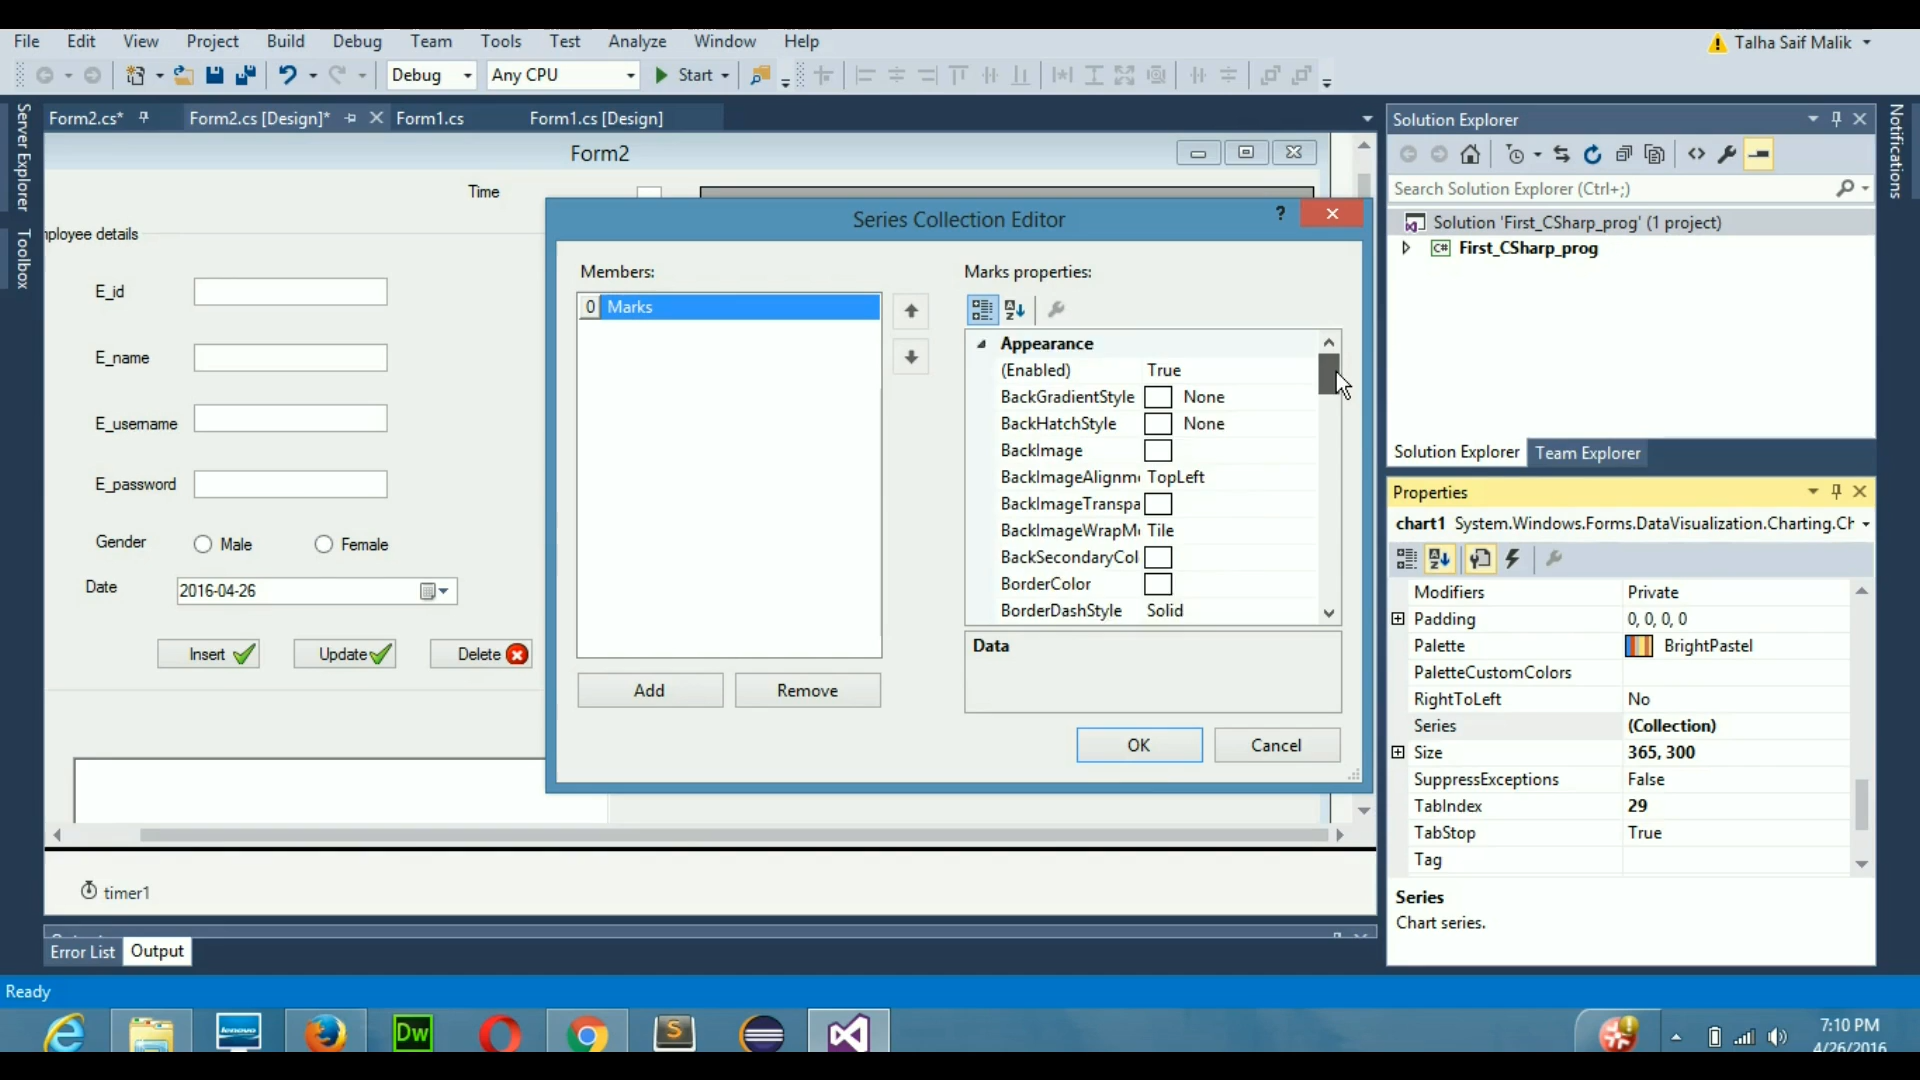 File Edit View Project Build Debug Team Tools Test Analyze Window Help
Talha Saif Malik
Debug Any CPU Start
Form2.cs* Form2.cs [Design]* Form1.cs Form1.cs [Design]
Server Explorer
Toolbox
Form2
Time
mployee details
E_id
E_name
E_username
E_password
Gender Male Female
Date 2016-04-26
Insert Update Delete
timer1
Series Collection Editor ?
Members:
0 Marks
Add Remove
Marks properties:
Appearance
(Enabled) True
BackGradientStyle None
BackHatchStyle None
BackImage
BackImageAlignm TopLeft
BackImageTranspa
BackImageWrapM Tile
BackSecondaryCol
BorderColor
BorderDashStyle Solid
Data
OK Cancel
Solution Explorer
Search Solution Explorer (Ctrl+;)
Solution 'First_CSharp_prog' (1 project)
C# First_CSharp_prog
Solution Explorer Team Explorer
Notifications
Properties
chart1 System.Windows.Forms.DataVisualization.Charting.Ch
Modifiers Private
Padding 0, 0, 0, 0
Palette BrightPastel
PaletteCustomColors
RightToLeft No
Series (Collection)
Size 365, 300
SuppressExceptions False
TabIndex 29
TabStop True
Tag
Series
Chart series.
Error List Output
Ready
lenovo
Dw
S
7:10 PM
4/26/2016